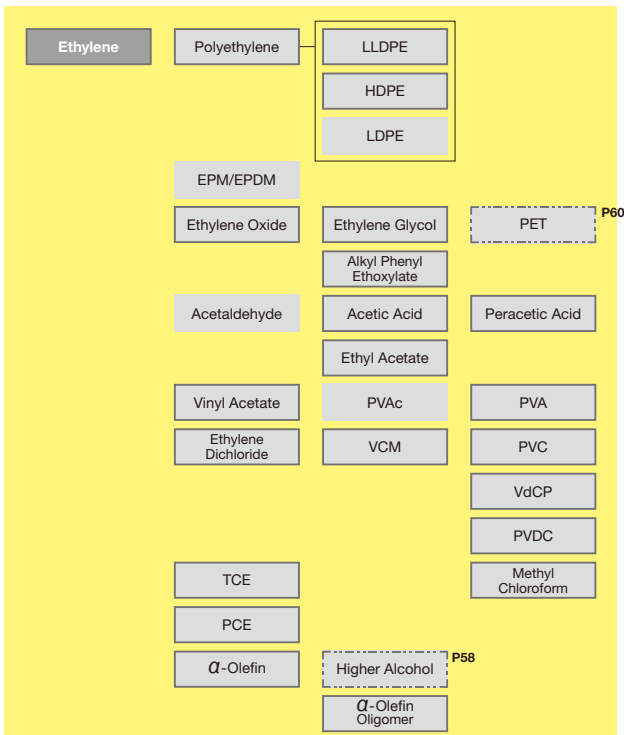 Ethylene
Polyethylene
LLDPE
HDPE
LDPE
EPM/EPDM
Ethylene Oxide
Ethylene Glycol
PET
P60
Alkyl Phenyl
Ethoxylate
Acetaldehyde
Acetic Acid
Peracetic Acid
Ethyl Acetate
Vinyl Acetate
PVAc
PVA
Ethylene
Dichloride
VCM
PVC
VdCP
PVDC
Methyl
Chloroform
TCE
PCE
α-Olefin
Higher Alcohol
P58
α-Olefin
Oligomer